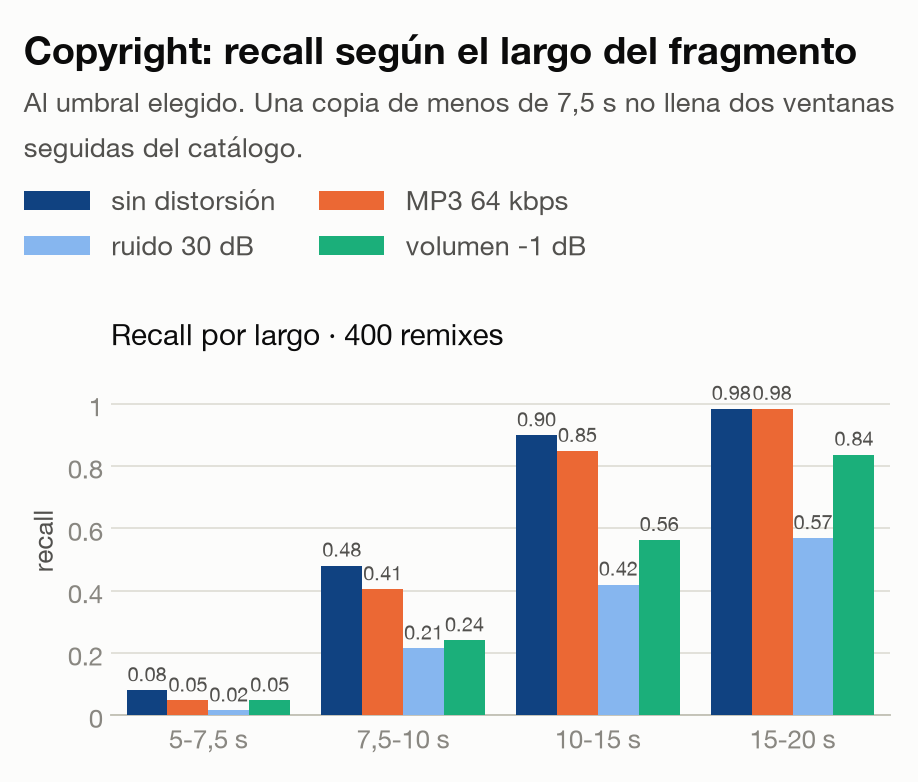 Copyright: recall según el largo del fragmento
Al umbral elegido. Una copia de menos de 7,5 s no llena dos ventanas
seguidas del catálogo.
sin distorsión MP3 64 kbps
ruido 30 dB volumen -1 dB
Recall por largo · 400 remixes
recall
1
0.8
0.6
0.4
0.2
0
0.08 0.05 0.02 0.05
0.48 0.41 0.21 0.24
0.90 0.85 0.42 0.56
0.98 0.98 0.57 0.84
5-7,5 s 7,5-10 s 10-15 s 15-20 s